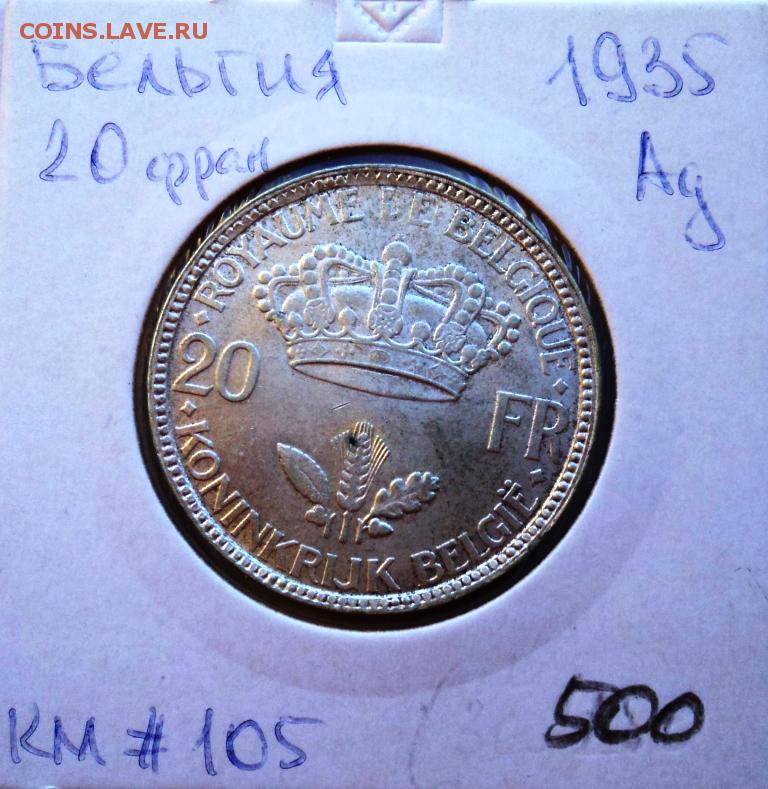 COINS.LAVE.RU
Бельгия 1935
20 фран Ag
ROYAUME DE BELGIQUE
20 FR
KONINKRIJK BELGIË
KM # 105
500